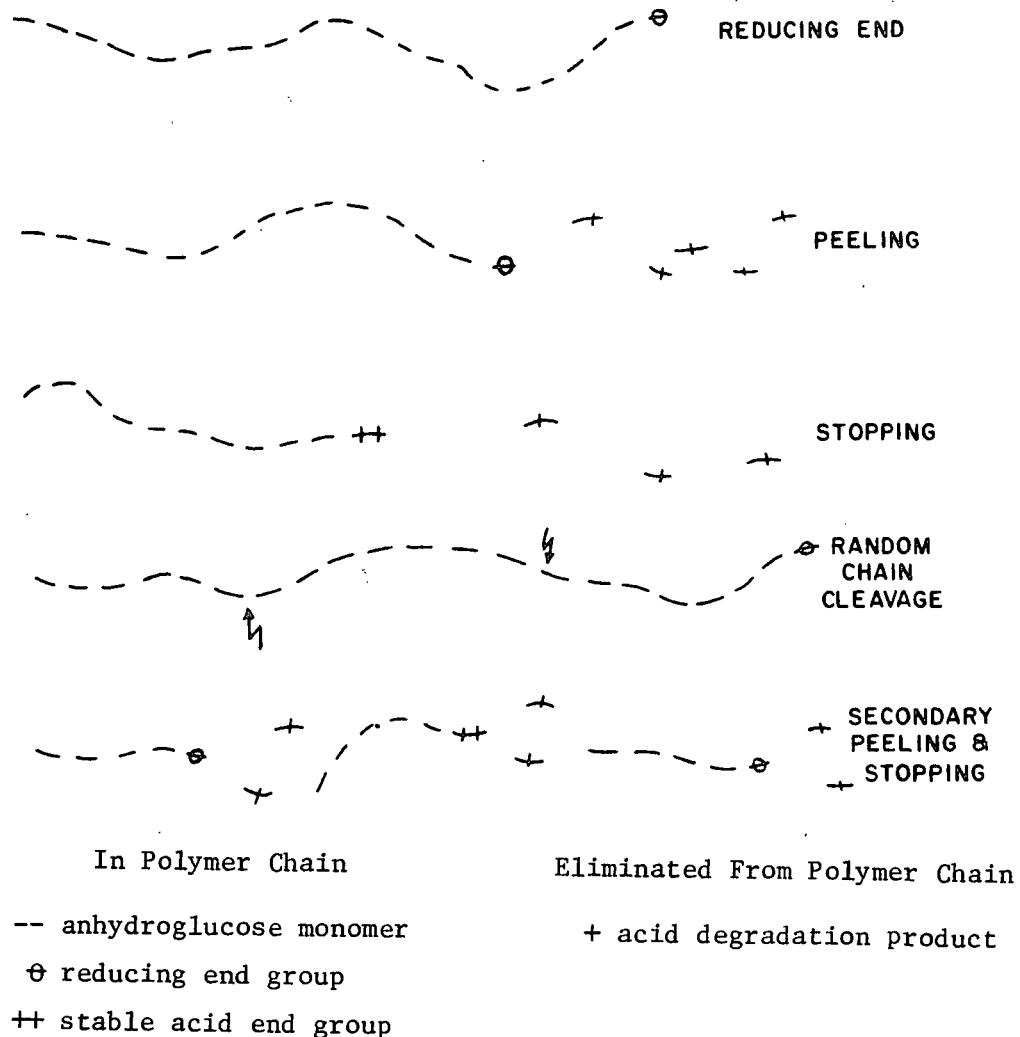 REDUCING END
PEELING
STOPPING
RANDOM
CHAIN
CLEAVAGE
SECONDARY
PEELING &
STOPPING
In Polymer Chain
-- anhydroglucose monomer
ɵ reducing end group
++ stable acid end group
Eliminated From Polymer Chain
+ acid degradation product